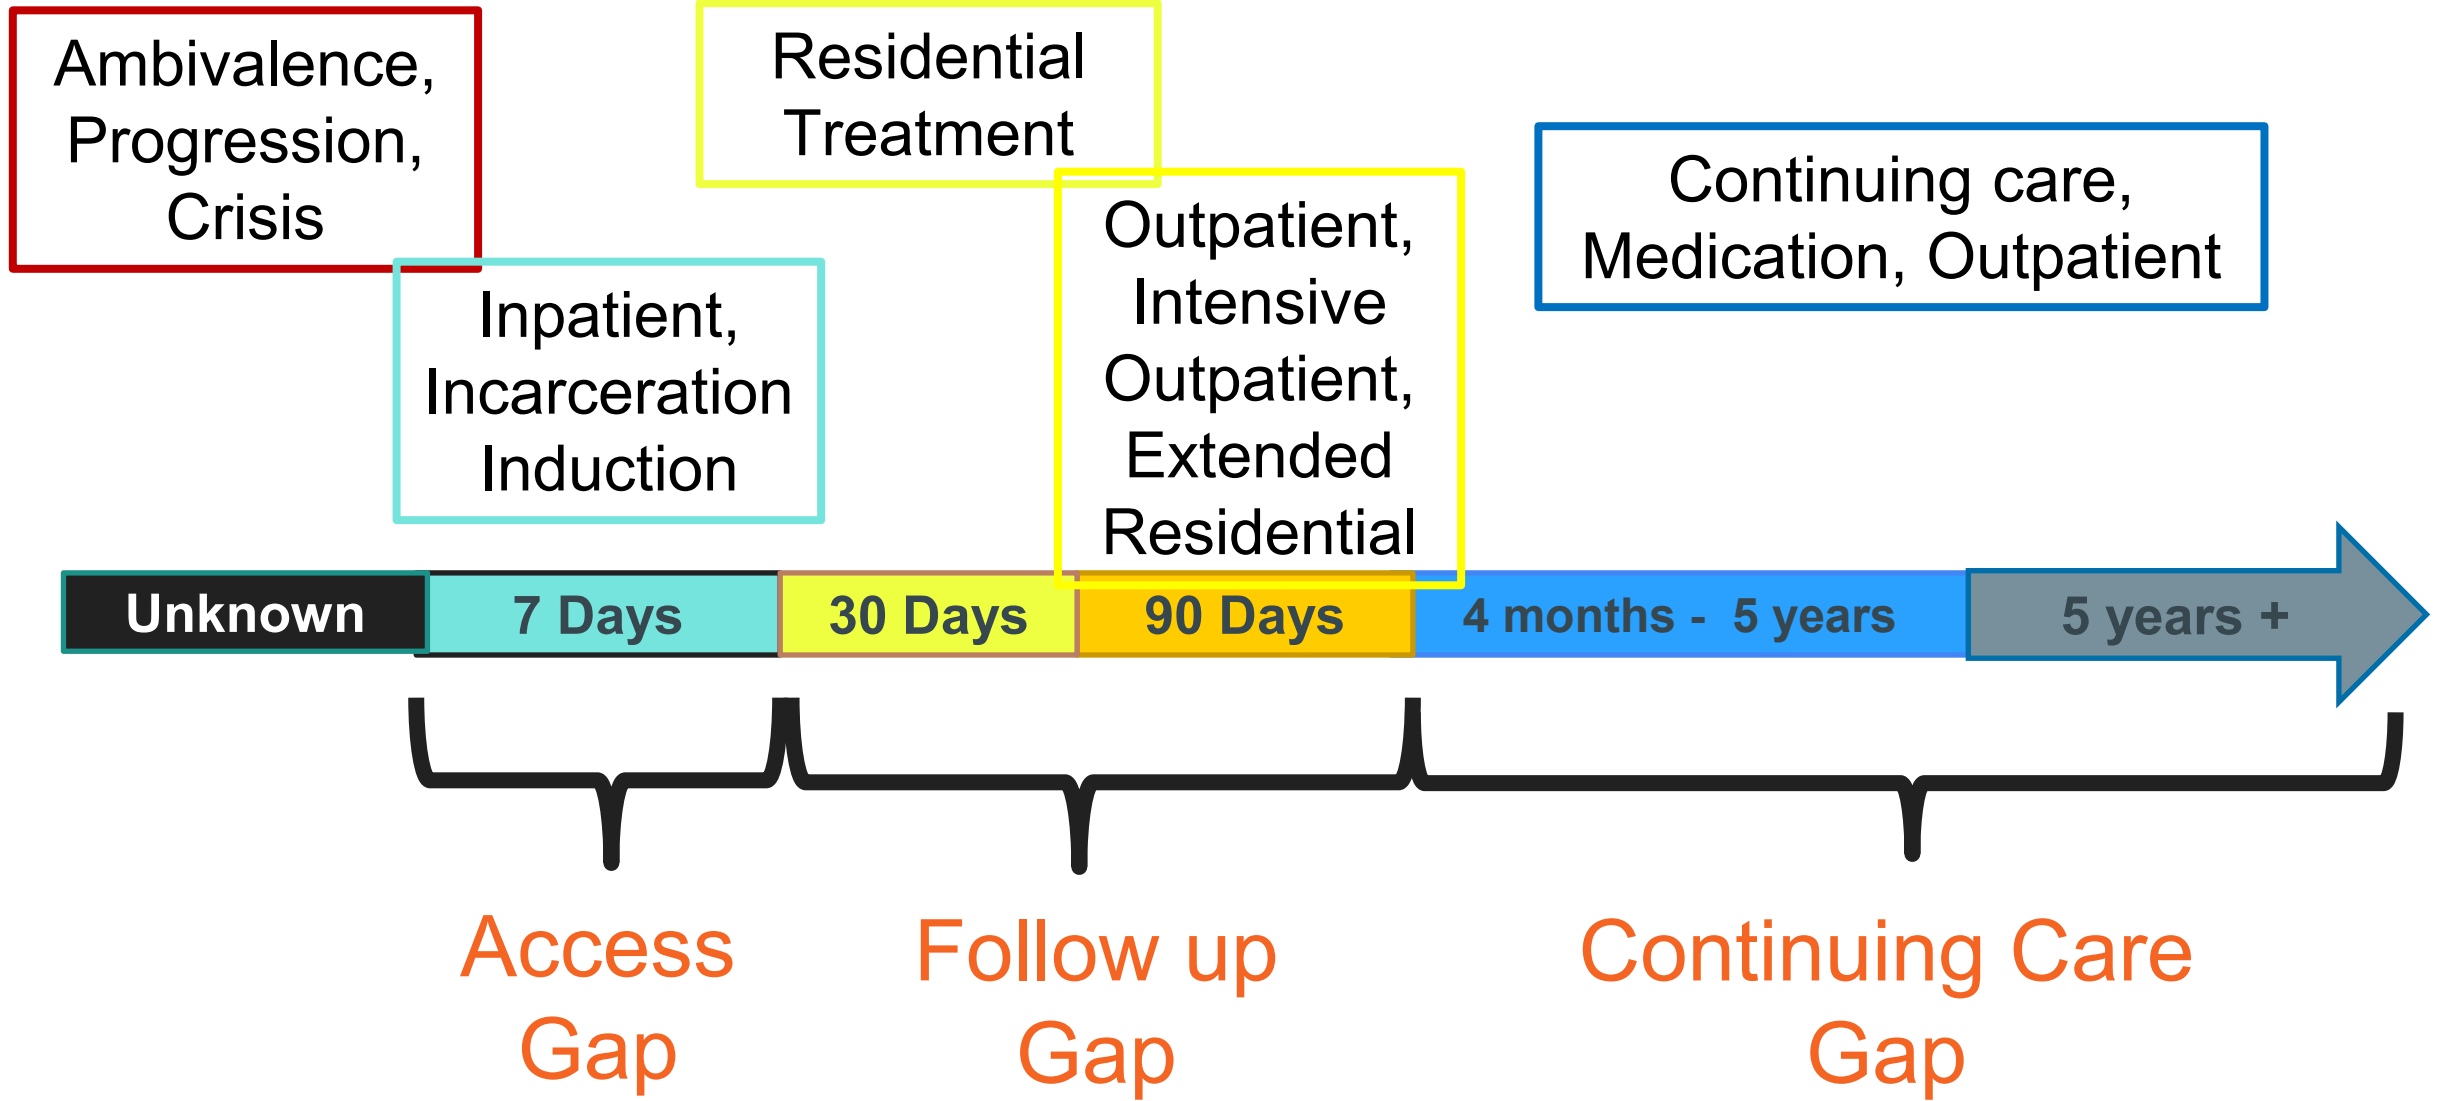 Ambivalence,
Progression,
Crisis
Inpatient,
Incarceration
Induction
Residential
Treatment
Outpatient,
Intensive
Outpatient,
Extended
Residential
Continuing care,
Medication, Outpatient
Unknown
7 Days
30 Days
90 Days
4 months - 5 years
5 years +
Access
Gap
Follow up
Gap
Continuing Care
Gap